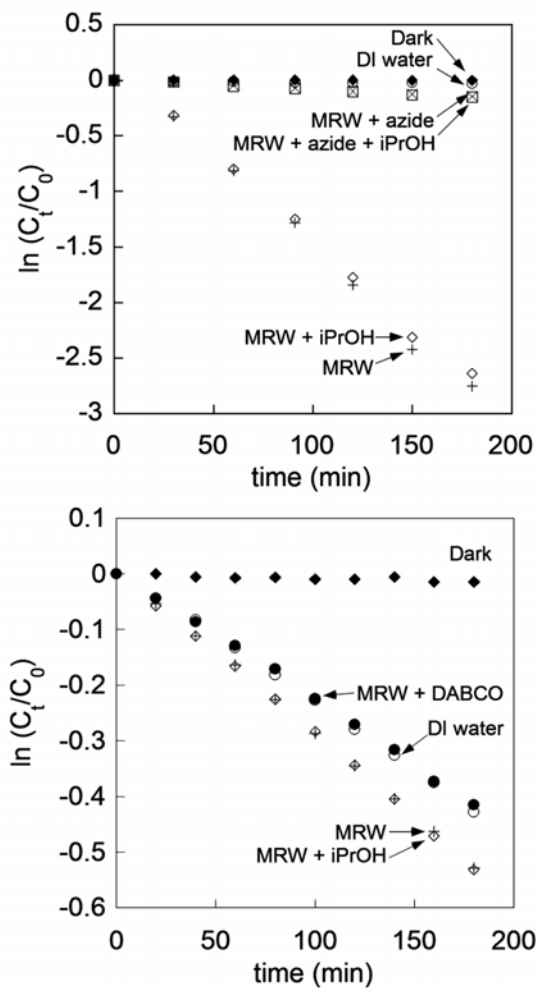 0.5
0
-0.5
-1
-1.5
-2
-2.5
-3
ln (Ct/C0)
Dark
DI water
MRW + azide
MRW + azide + iPrOH
MRW + iPrOH
MRW
0 50 100 150 200
time (min)
0.1
0
-0.1
-0.2
-0.3
-0.4
-0.5
-0.6
ln (Ct/C0)
Dark
MRW + DABCO
DI water
MRW
MRW + iPrOH
0 50 100 150 200
time (min)